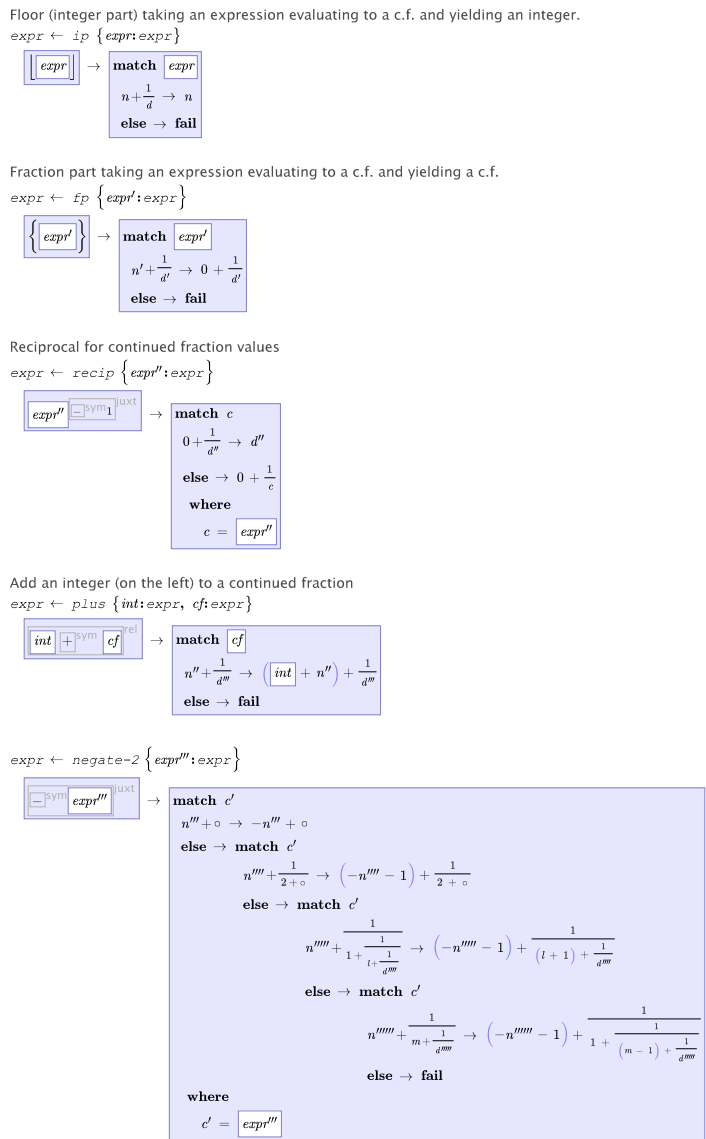 Floor (integer part) taking an expression evaluating to a c.f. and yielding an integer.
expr ← ip {expr:expr}
⌊expr⌋ → match expr
n+1/d → n
else → fail
Fraction part taking an expression evaluating to a c.f. and yielding a c.f.
expr ← fp {expr′:expr}
{expr′} → match expr′
n′+1/d′ → 0 + 1/d′
else → fail
Reciprocal for continued fraction values
expr ← recip {expr″:expr}
expr″ −sym1 juxt → match c
0+1/d″ → d″
else → 0 + 1/c
where
c = expr″
Add an integer (on the left) to a continued fraction
expr ← plus {int:expr, cf:expr}
int +sym cf rel → match cf
n″+1/d‴ → (int + n″) + 1/d‴
else → fail
expr ← negate-2 {expr‴:expr}
−sym expr‴ juxt → match c′
n‴+∘ → −n‴ + ∘
else → match c′
n′′′′+1/(2+∘) → (−n′′′′ − 1) + 1/(2 + ∘)
else → match c′
n′′′′′+1/(1+1/(l+1/d′′′′)) → (−n′′′′′ − 1) + 1/((l + 1) + 1/d′′′′)
else → match c′
n′′′′′′+1/(m+1/d′′′′′) → (−n′′′′′′ − 1) + 1/(1 + 1/((m − 1) + 1/d′′′′′))
else → fail
where
c′ = expr‴